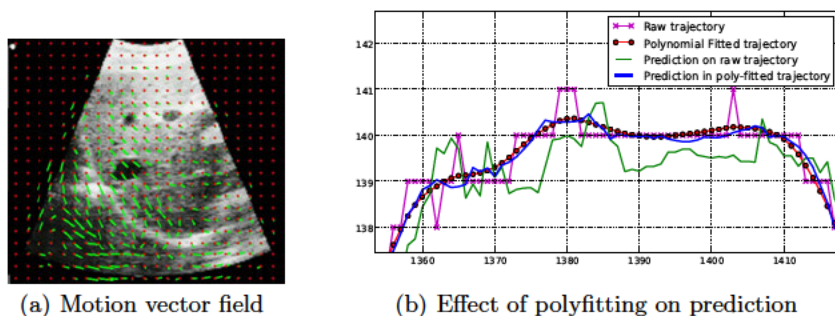 Raw trajectory
Polynomial Fitted trajectory
Prediction on raw trajectory
Prediction in poly-fitted trajectory
142
141
140
139
138
1360
1370
1380
1390
1400
1410
(a) Motion vector field
(b) Effect of polyfitting on prediction